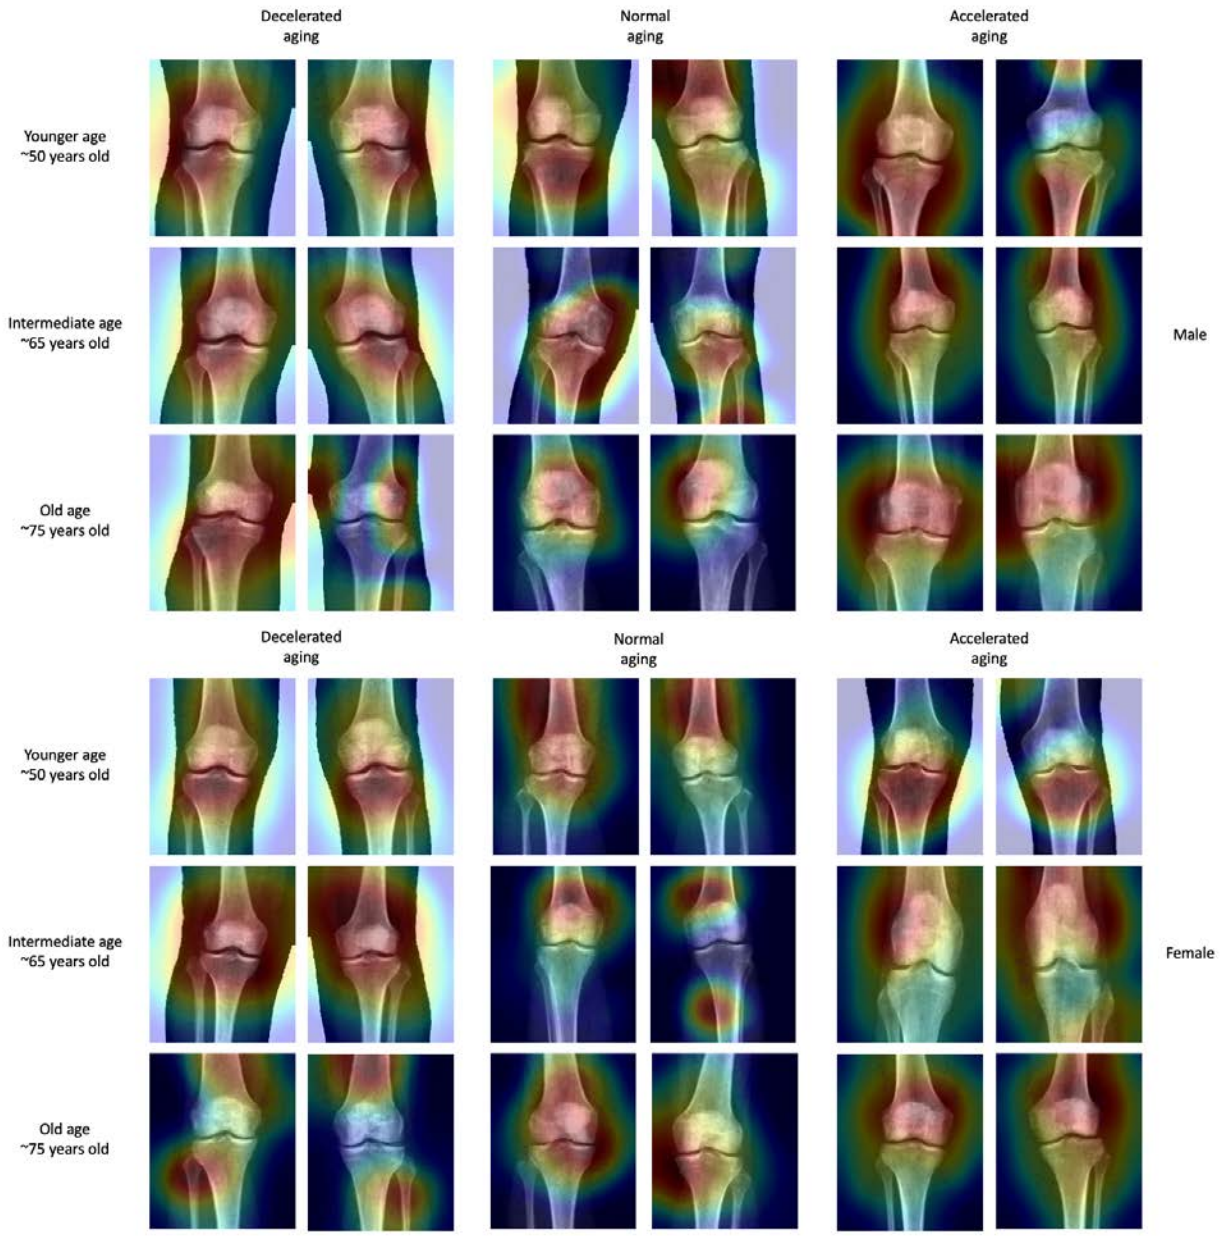 Decelerated
aging
Normal
aging
Accelerated
aging
Younger age
~50 years old
Intermediate age
~65 years old
Male
Old age
~75 years old
Decelerated
aging
Normal
aging
Accelerated
aging
Younger age
~50 years old
Intermediate age
~65 years old
Female
Old age
~75 years old